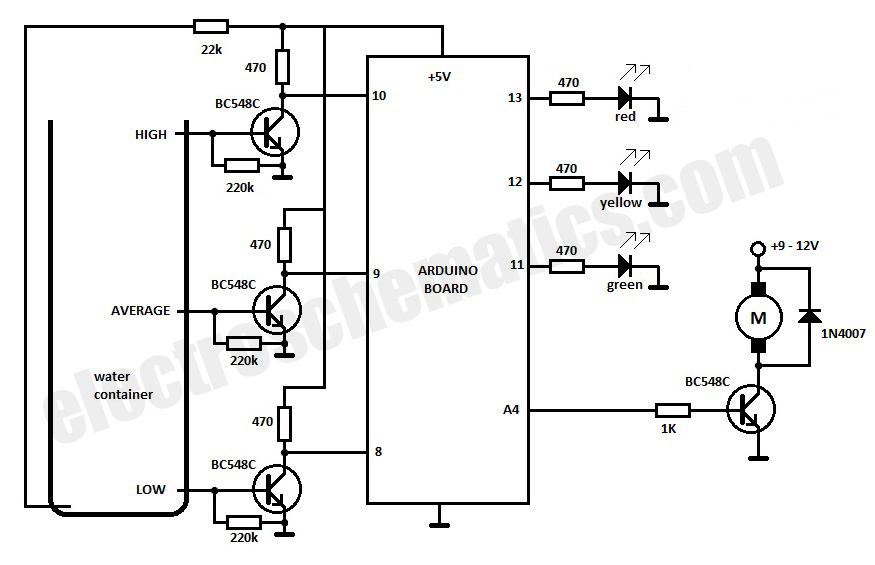 22k
470
+5V
BC548C
10
HIGH
220k
13
470
red
12
470
yellow
470
9
BC548C
ARDUINO
BOARD
AVERAGE
220k
11
470
green
+9 - 12V
M
1N4007
water
container
470
8
BC548C
LOW
220k
A4
1K
BC548C
electroschematics.com